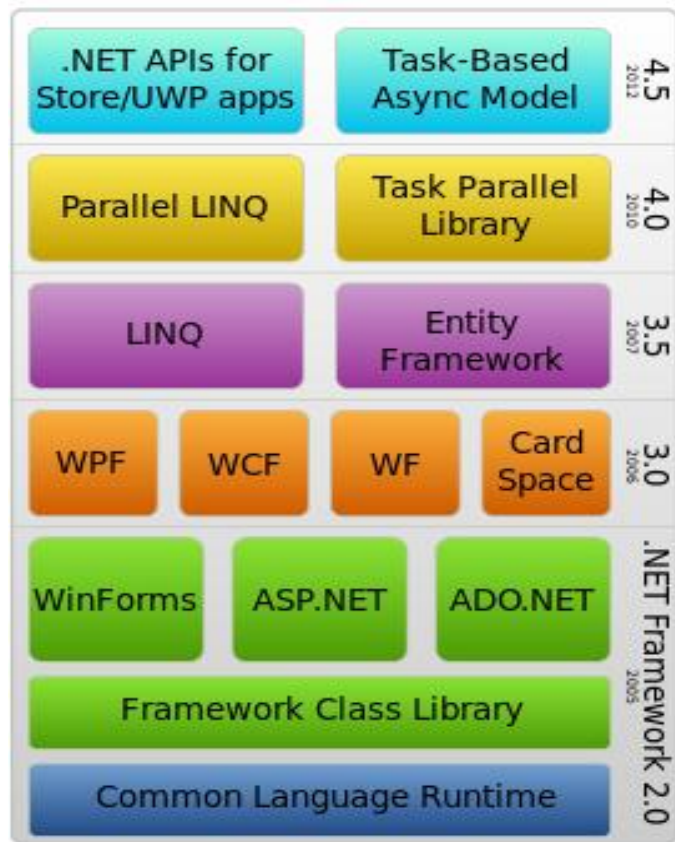 .NET APIs for
Store/UWP apps
Task-Based
Async Model
4.5
2012
Parallel LINQ
Task Parallel
Library
4.0
2010
LINQ
Entity
Framework
3.5
2007
WPF
WCF
WF
Card
Space
3.0
2006
WinForms
ASP.NET
ADO.NET
Framework Class Library
Common Language Runtime
.NET Framework 2.0
2005